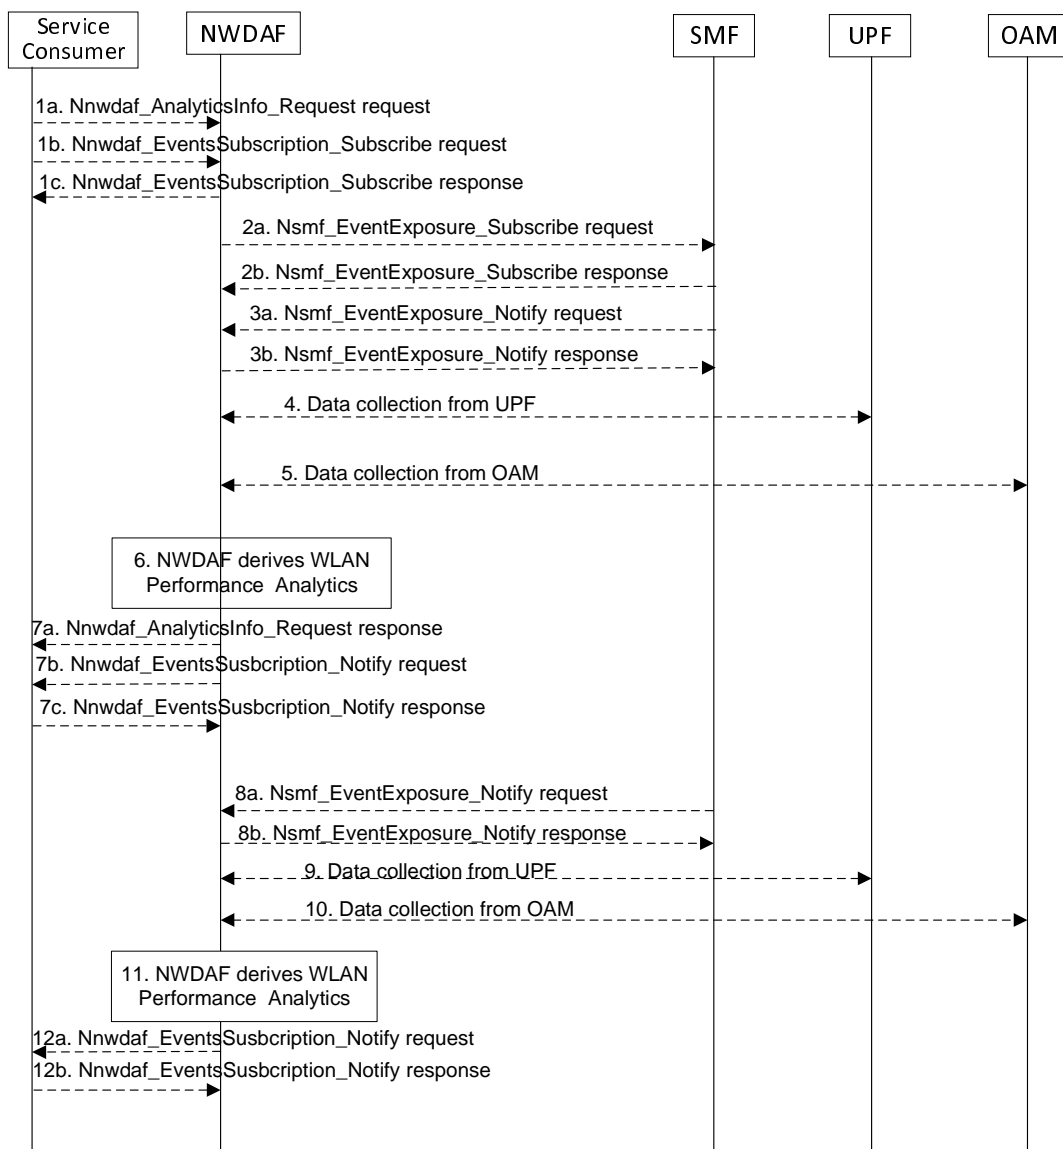 Service
Consumer
NWDAF
SMF
UPF
OAM
1a. Nnwdaf_AnalyticsInfo_Request request
1b. Nnwdaf_EventsSubscription_Subscribe request
1c. Nnwdaf_EventsSubscription_Subscribe response
2a. Nsmf_EventExposure_Subscribe request
2b. Nsmf_EventExposure_Subscribe response
3a. Nsmf_EventExposure_Notify request
3b. Nsmf_EventExposure_Notify response
4. Data collection from UPF
5. Data collection from OAM
6. NWDAF derives WLAN
Performance Analytics
7a. Nnwdaf_AnalyticsInfo_Request response
7b. Nnwdaf_EventsSusbcription_Notify request
7c. Nnwdaf_EventsSusbcription_Notify response
8a. Nsmf_EventExposure_Notify request
8b. Nsmf_EventExposure_Notify response
9. Data collection from UPF
10. Data collection from OAM
11. NWDAF derives WLAN
Performance Analytics
12a. Nnwdaf_EventsSusbcription_Notify request
12b. Nnwdaf_EventsSusbcription_Notify response